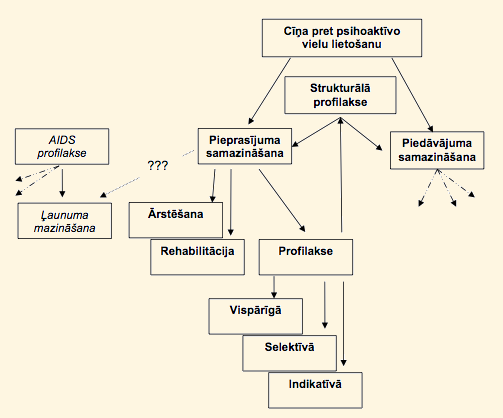 Cīņa pret psihoaktīvo
vielu lietošanu
Strukturālā
profilakse
AIDS
profilakse
Pieprasījuma
samazināšana
Piedāvājuma
samazināšana
???
Ļaunuma
mazināšana
Ārstēšana
Rehabilitācija
Profilakse
Vispārīgā
Selektīvā
Indikatīvā